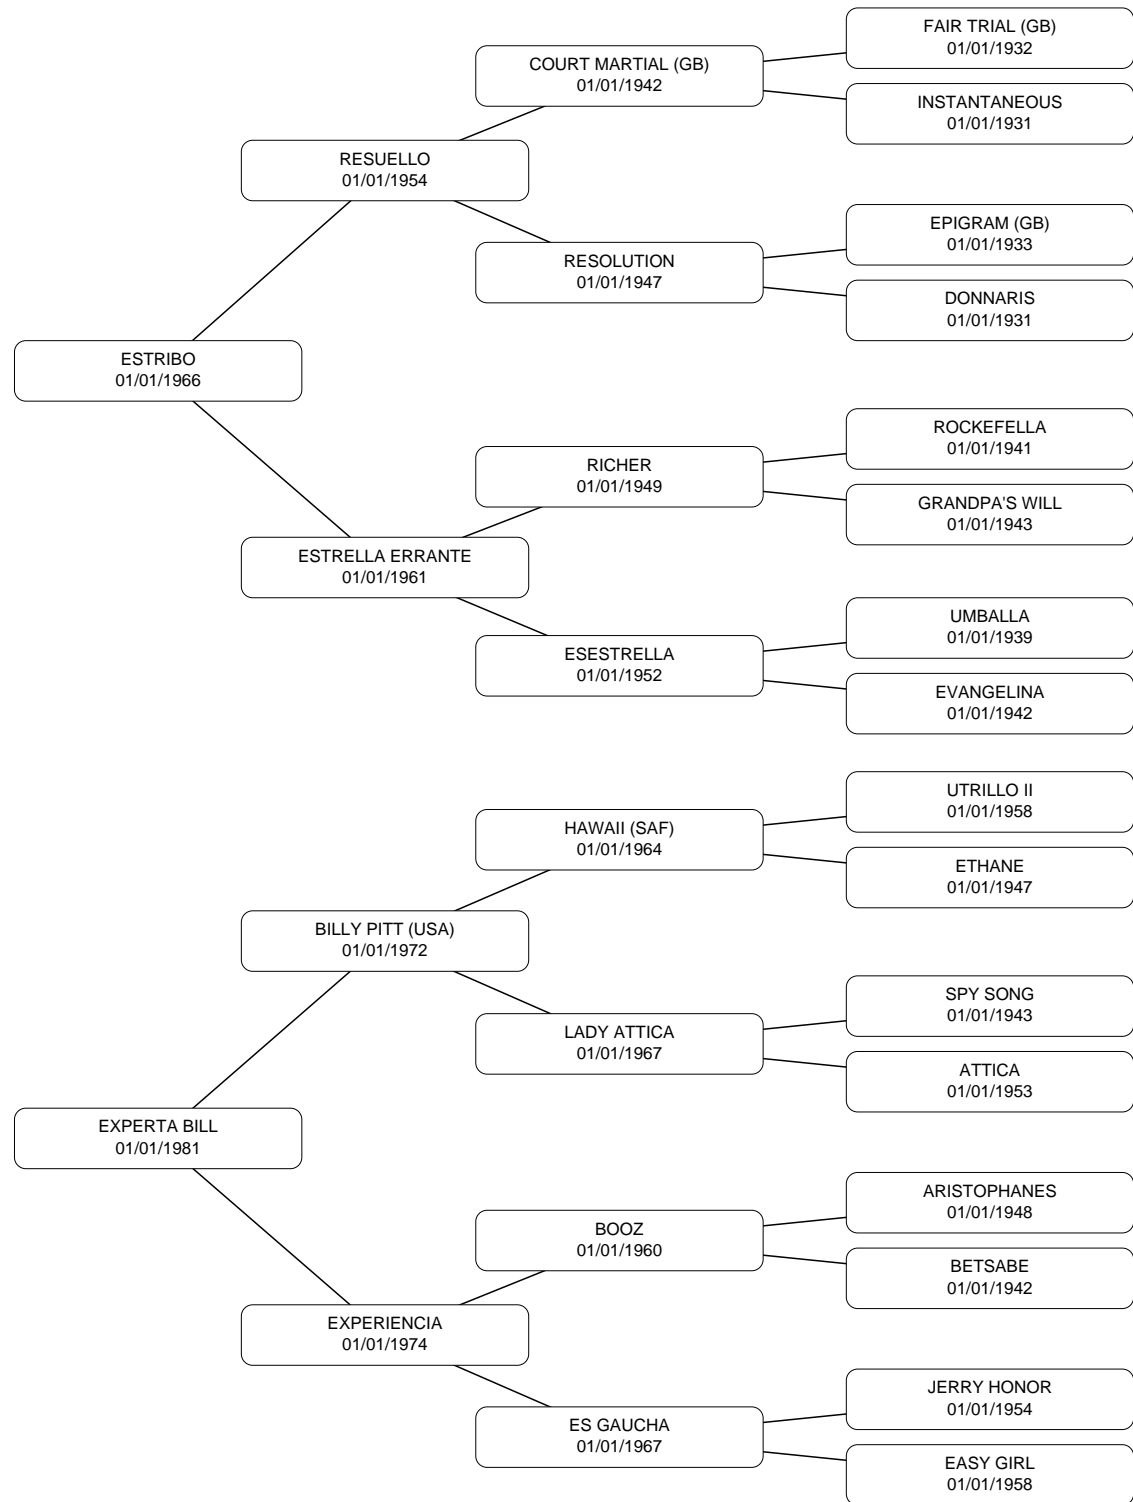 FAIR TRIAL (GB)
01/01/1932
COURT MARTIAL (GB)
01/01/1942
INSTANTANEOUS
01/01/1931
RESUELLO
01/01/1954
EPIGRAM (GB)
01/01/1933
RESOLUTION
01/01/1947
DONNARIS
01/01/1931
ESTRIBO
01/01/1966
ROCKEFELLA
01/01/1941
RICHER
01/01/1949
GRANDPA'S WILL
01/01/1943
ESTRELLA ERRANTE
01/01/1961
UMBALLA
01/01/1939
ESESTRELLA
01/01/1952
EVANGELINA
01/01/1942
UTRILLO II
01/01/1958
HAWAII (SAF)
01/01/1964
ETHANE
01/01/1947
BILLY PITT (USA)
01/01/1972
SPY SONG
01/01/1943
LADY ATTICA
01/01/1967
ATTICA
01/01/1953
EXPERTA BILL
01/01/1981
ARISTOPHANES
01/01/1948
BOOZ
01/01/1960
BETSABE
01/01/1942
EXPERIENCIA
01/01/1974
JERRY HONOR
01/01/1954
ES GAUCHA
01/01/1967
EASY GIRL
01/01/1958